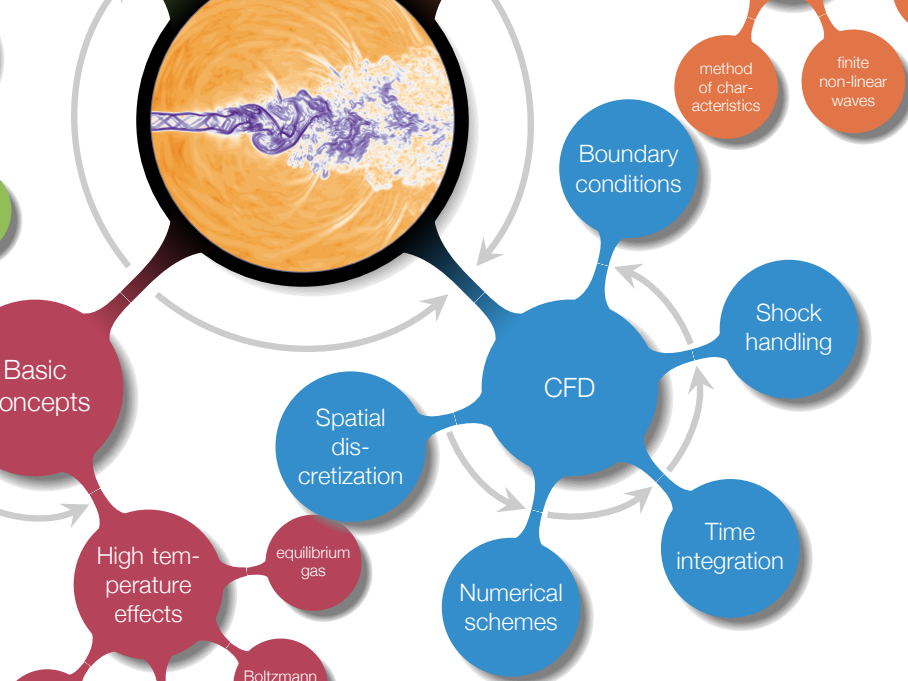 method
of char-
acteristics
finite
non-linear
waves
Boundary
conditions
Shock
handling
Basic
oncepts
CFD
Spatial
dis-
cretization
Time
integration
High tem-
perature
effects
equilibrium
gas
Numerical
schemes
Boltzmann